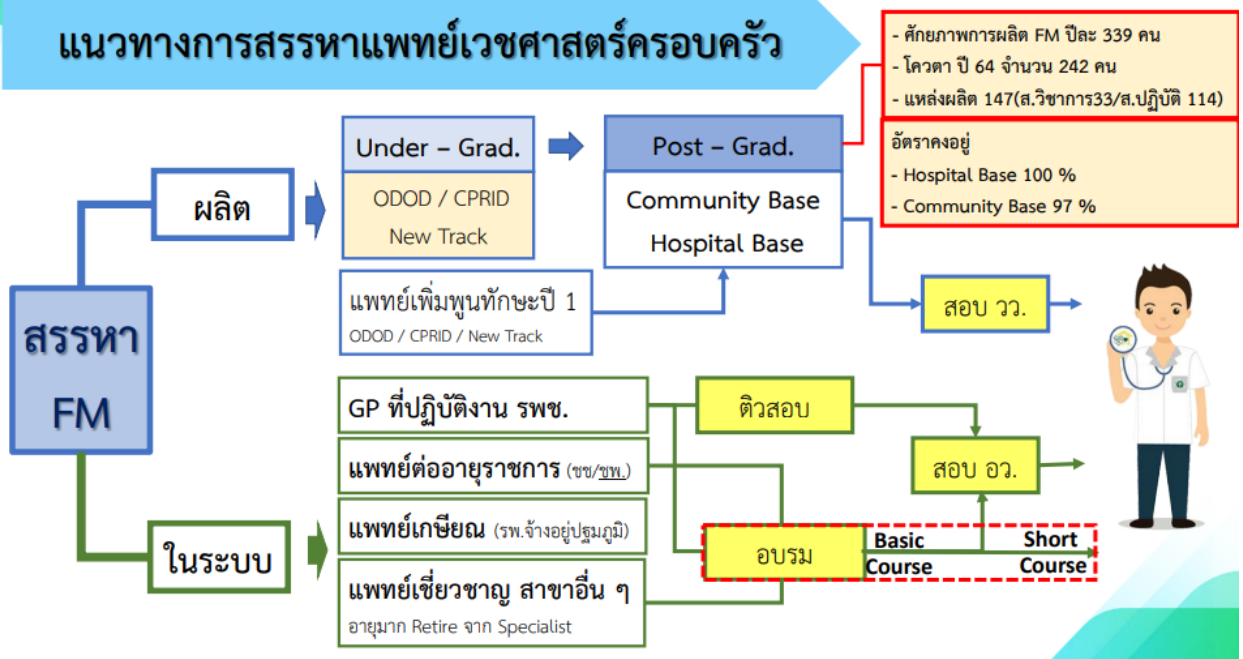 แนวทางการสรรหาแพทย์เวชศาสตร์ครอบครัว
- ศักยภาพการผลิต FM ปีละ 339 คน
- โควตา ปี 64 จำนวน 242 คน
- แหล่งผลิต 147(ส.วิชาการ33/ส.ปฏิบัติ 114)
อัตราคงอยู่
- Hospital Base 100 %
- Community Base 97 %
สรรหา
FM
ผลิต
Under – Grad.
ODOD / CPRID
New Track
Post – Grad.
Community Base
Hospital Base
แพทย์เพิ่มพูนทักษะปี 1
ODOD / CPRID / New Track
สอบ วว.
ในระบบ
GP ที่ปฏิบัติงาน รพช.
แพทย์ต่ออายุราชการ (ชช/ชพ.)
แพทย์เกษียณ (รพ.จ้างอยู่ปฐมภูมิ)
แพทย์เชี่ยวชาญ สาขาอื่น ๆ
อายุมาก Retire จาก Specialist
ติวสอบ
สอบ อว.
อบรม
Basic
Course
Short
Course